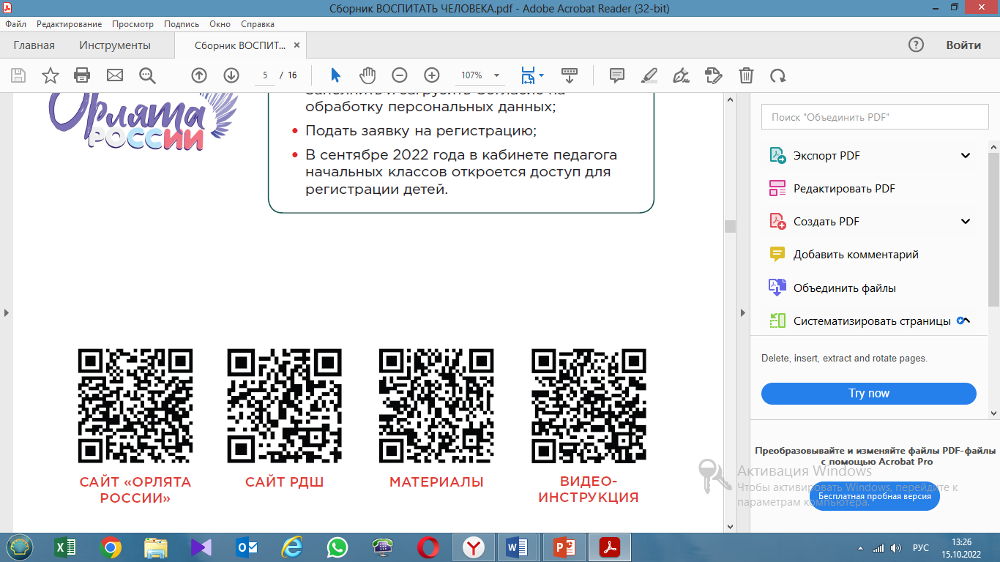 Сборник ВОСПИТАТЬ ЧЕЛОВЕКА.pdf - Adobe Acrobat Reader (32-bit)
Файл Редактирование Просмотр Подпись Окно Справка
Главная Инструменты Сборник ВОСПИТ... × Войти
5 / 16 107%
Орлята
РОССИИ
обработку персональных данных;
• Подать заявку на регистрацию;
• В сентябре 2022 года в кабинете педагога
начальных классов откроется доступ для
регистрации детей.
САЙТ «ОРЛЯТА
РОССИИ»
САЙТ РДШ
МАТЕРИАЛЫ
ВИДЕО-
ИНСТРУКЦИЯ
Поиск "Объединить PDF"
Экспорт PDF
Редактировать PDF
Создать PDF
Добавить комментарий
Объединить файлы
Систематизировать страницы
Delete, insert, extract and rotate pages.
Try now
Преобразовывайте и изменяйте файлы PDF-файлы
с помощью Acrobat Pro
Бесплатная пробная версия
Активация Windows
Чтобы активировать Windows, перейдите к
параметрам компьютера.
РУС
13:26
15.10.2022